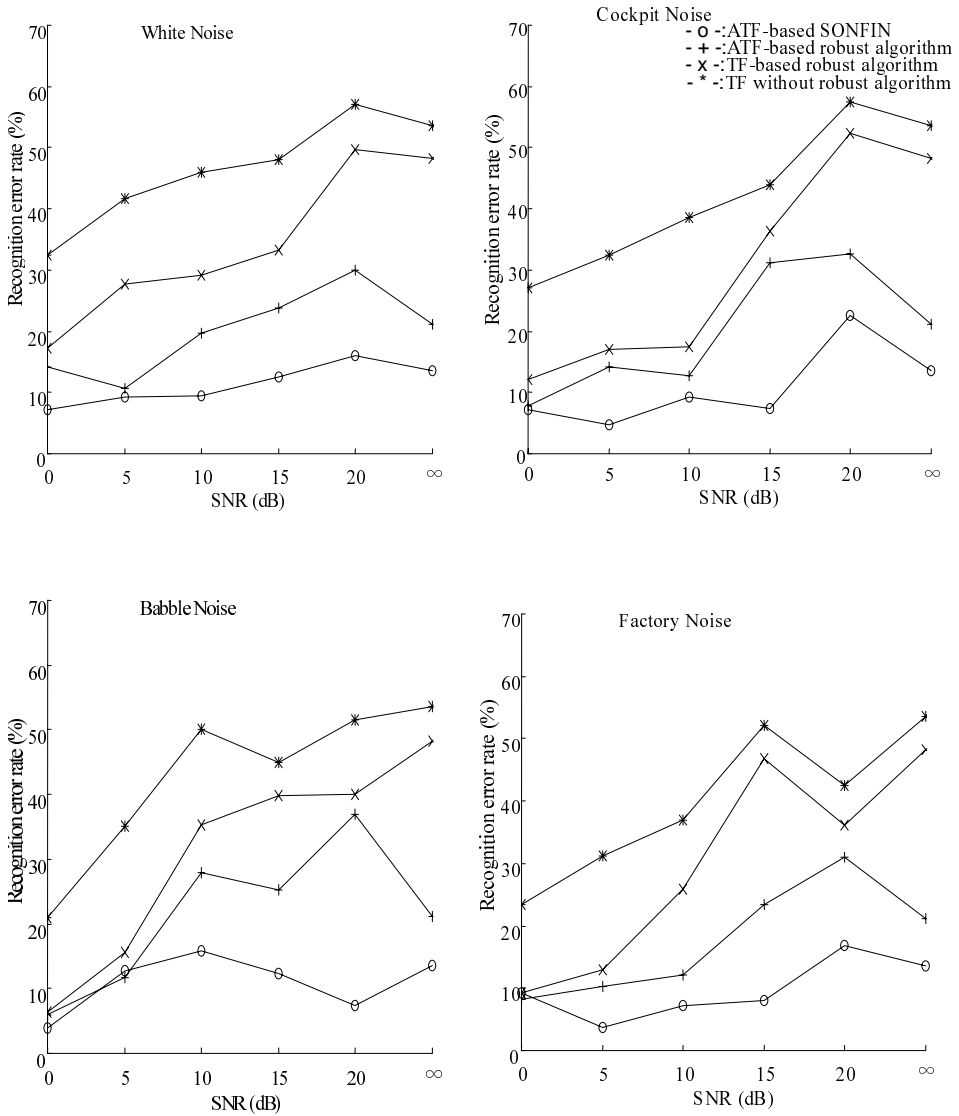 White Noise
70
60
50
40
30
20
10
0
Recognition error rate (%)
0 5 10 15 20 ∞
SNR (dB)
Cockpit Noise
- o -:ATF-based SONFIN
- + -:ATF-based robust algorithm
- x -:TF-based robust algorithm
- * -:TF without robust algorithm
70
60
50
40
30
20
10
0
Recognition error rate (%)
0 5 10 15 20 ∞
SNR (dB)
Babble Noise
70
60
50
40
30
20
10
0
Recognition error rate (%)
0 5 10 15 20 ∞
SNR (dB)
Factory Noise
70
60
50
40
30
20
10
0
Recognition error rate (%)
0 5 10 15 20 ∞
SNR (dB)